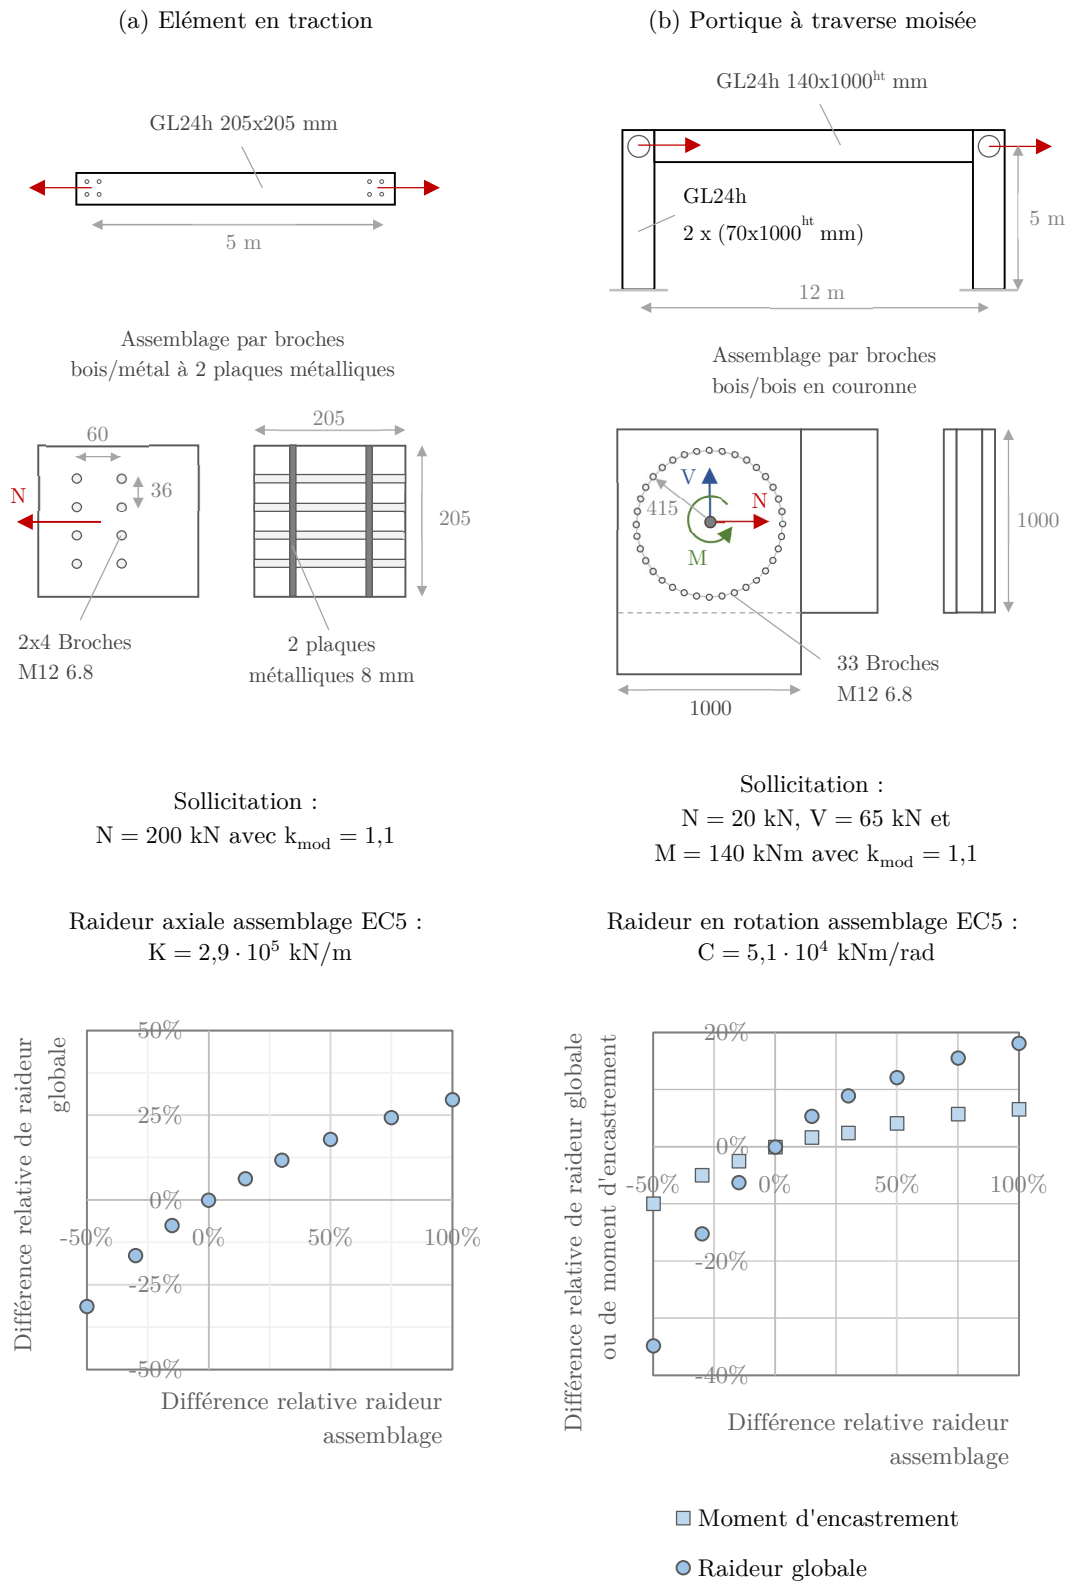 (a) Elément en traction
GL24h 205x205 mm
5 m
Assemblage par broches
bois/métal à 2 plaques métalliques
60
36
N
205
205
2x4 Broches
M12 6.8
2 plaques
métalliques 8 mm
Sollicitation :
N = 200 kN avec k_mod = 1,1
Raideur axiale assemblage EC5 :
K = 2,9 · 10⁵ kN/m
Différence relative de raideur
globale
50%
25%
0%
-50%
0%
50%
100%
-25%
-50%
Différence relative raideur
assemblage
(b) Portique à traverse moisée
GL24h 140x1000^ht mm
GL24h
2 x (70x1000^ht mm)
5 m
12 m
Assemblage par broches
bois/bois en couronne
V
415
N
M
1000
33 Broches
M12 6.8
1000
Sollicitation :
N = 20 kN, V = 65 kN et
M = 140 kNm avec k_mod = 1,1
Raideur en rotation assemblage EC5 :
C = 5,1 · 10⁴ kNm/rad
Différence relative de raideur globale
ou de moment d'encastrement
20%
0%
-50%
0%
50%
100%
-20%
-40%
Différence relative raideur
assemblage
Moment d'encastrement
Raideur globale